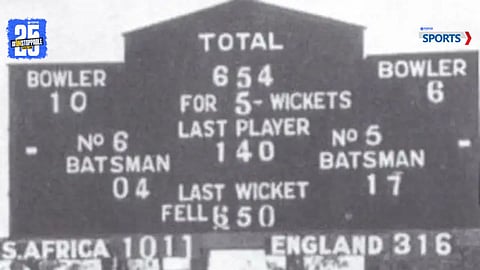 25
UNSTOPPABLE
SPORTS
TOTAL
654
FOR 5- WICKETS
BOWLER
10
BOWLER
6
LAST PLAYER
140
No 6
BATSMAN
04
No 5
BATSMAN
17
LAST WICKET
FELL 650
S.AFRICA 1011
ENGLAND 316